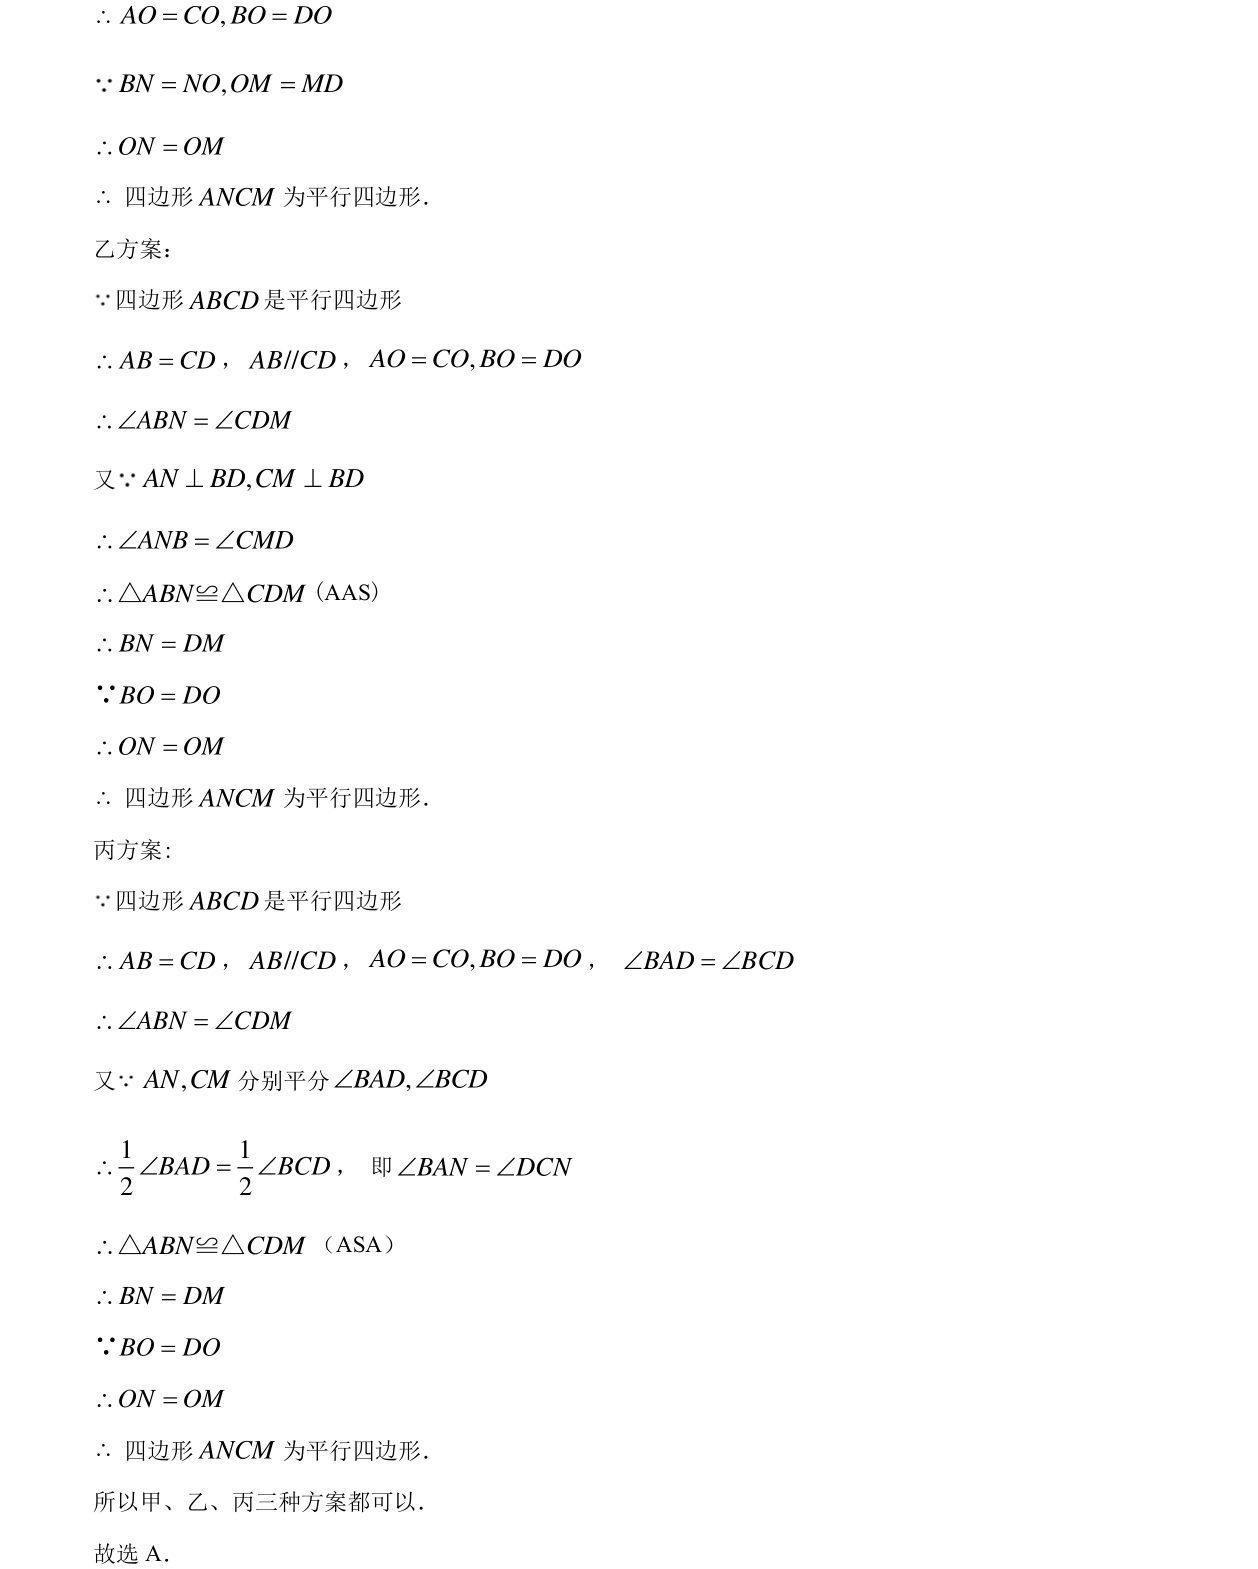 ∴ AO = CO, BO = DO
∵ BN = NO, OM = MD
∴ ON = OM
∴ 四边形 ANCM 为平行四边形．
乙方案：
∵四边形 ABCD 是平行四边形
∴ AB = CD ， AB//CD ， AO = CO, BO = DO
∴ ∠ABN = ∠CDM
又∵ AN ⊥ BD, CM ⊥ BD
∴ ∠ANB = ∠CMD
∴ △ABN≌△CDM (AAS)
∴ BN = DM
∵ BO = DO
∴ ON = OM
∴ 四边形 ANCM 为平行四边形．
丙方案:
∵四边形 ABCD 是平行四边形
∴ AB = CD ， AB//CD ， AO = CO, BO = DO ， ∠BAD = ∠BCD
∴ ∠ABN = ∠CDM
又∵ AN, CM 分别平分 ∠BAD, ∠BCD
∴ 1/2 ∠BAD = 1/2 ∠BCD ， 即 ∠BAN = ∠DCN
∴ △ABN≌△CDM （ASA）
∴ BN = DM
∵ BO = DO
∴ ON = OM
∴ 四边形 ANCM 为平行四边形．
所以甲、乙、丙三种方案都可以．
故选 A．